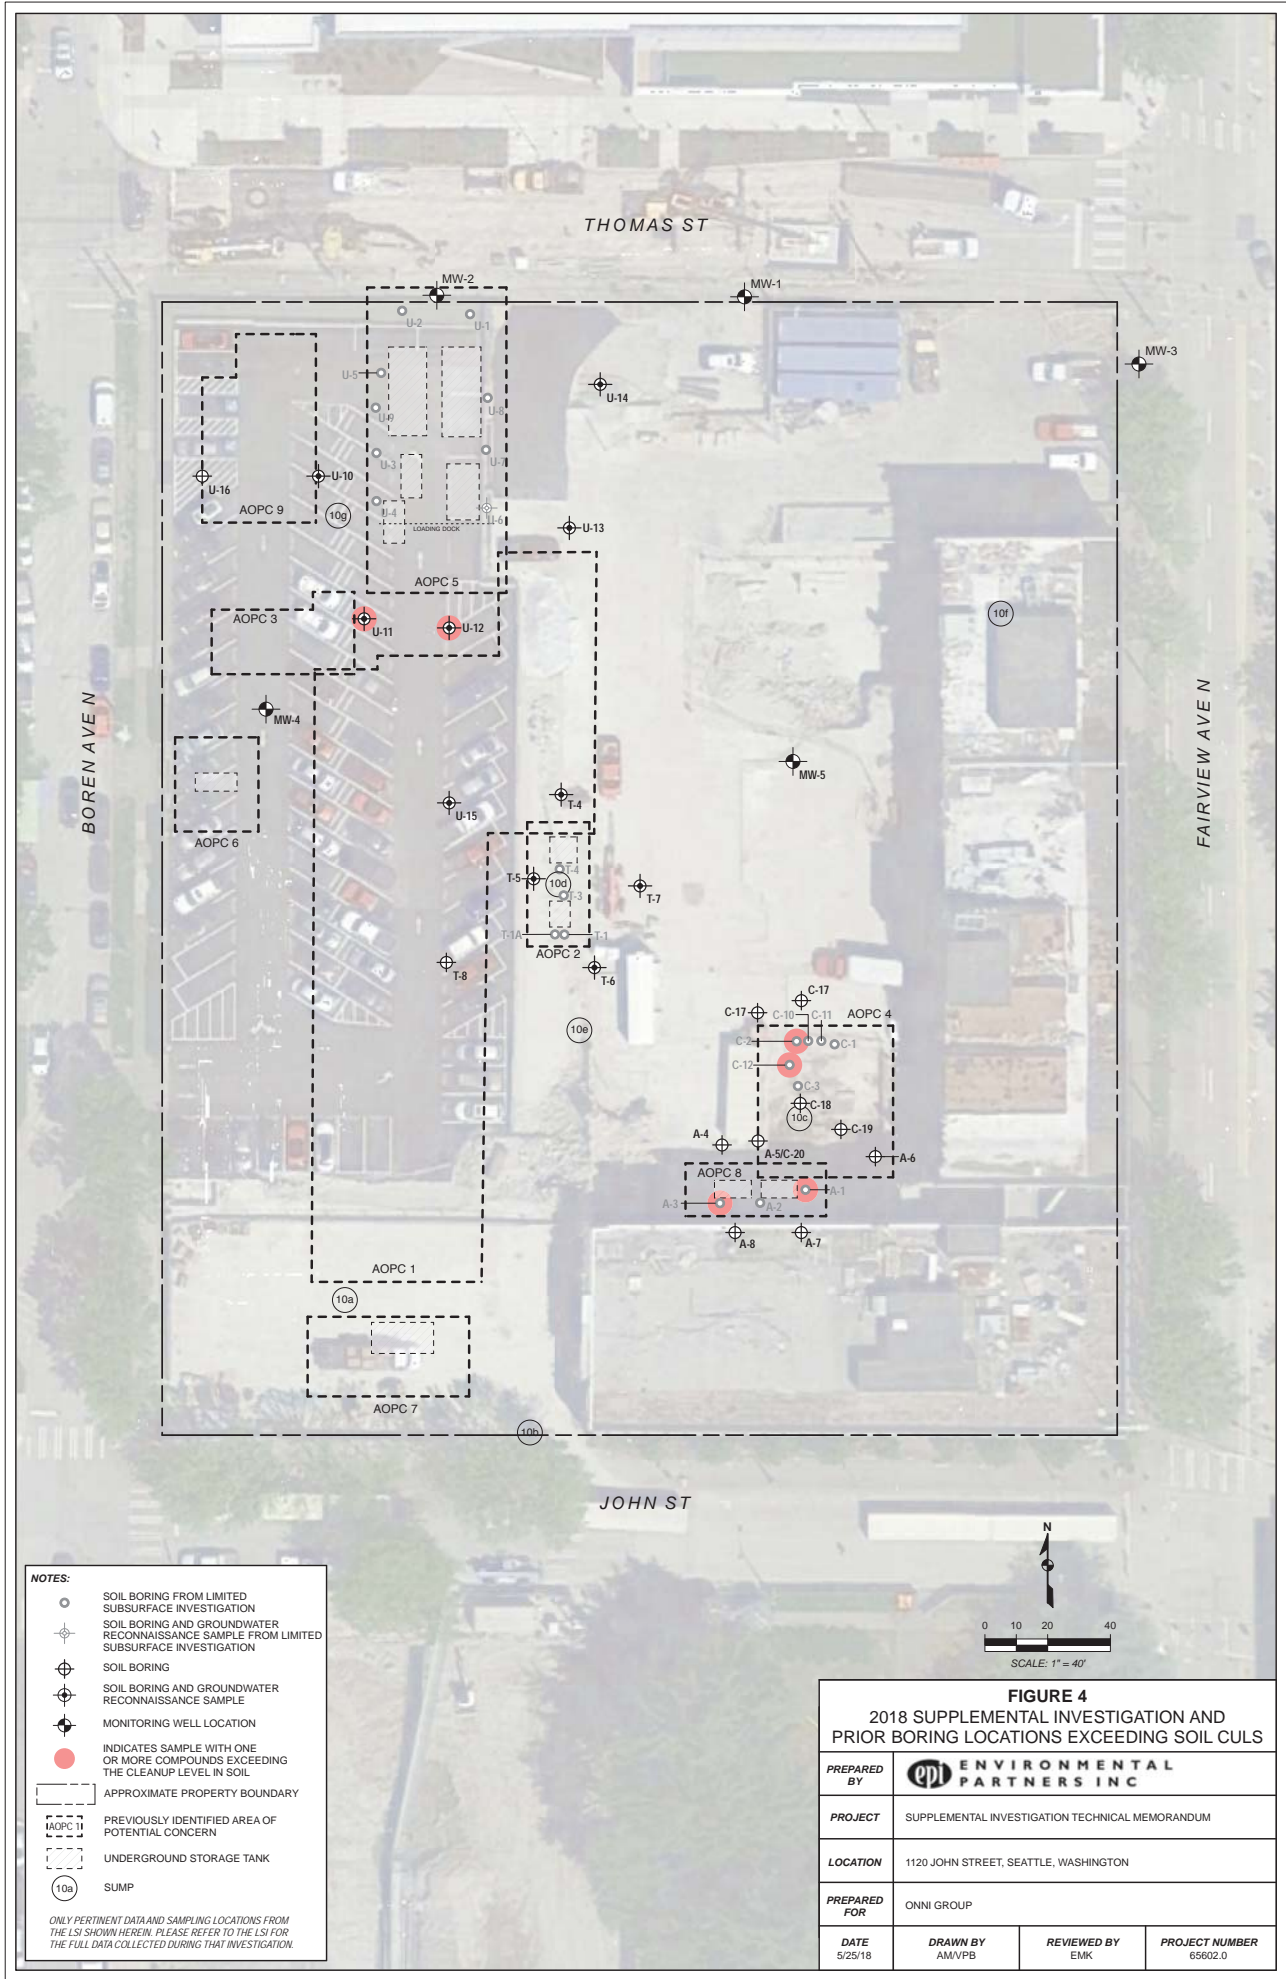 THOMAS ST
MW-2
MW-1
MW-3
U-2
U-1
U-5
U-14
U-9
U-8
U-3
U-7
U-16
U-10
U-4
U-6
AOPC 9
10g
LOADING DOCK
U-13
AOPC 5
AOPC 3
U-11
U-12
10f
BOREN AVE N
FAIRVIEW AVE N
MW-4
MW-5
U-15
T-4
AOPC 6
T-4
T-5
10d
T-3
T-7
T-1A
T-1
AOPC 2
T-8
T-6
C-17
C-17
C-10
C-11
AOPC 4
10e
C-2
C-1
C-12
C-3
C-18
10c
C-19
A-4
A-5/C-20
A-6
AOPC 8
A-3
A-2
A-1
A-8
A-7
AOPC 1
10a
AOPC 7
10b
JOHN ST
N
0 10 20 40
SCALE: 1" = 40'
NOTES:
SOIL BORING FROM LIMITED
SUBSURFACE INVESTIGATION
SOIL BORING AND GROUNDWATER
RECONNAISSANCE SAMPLE FROM LIMITED
SUBSURFACE INVESTIGATION
SOIL BORING
SOIL BORING AND GROUNDWATER
RECONNAISSANCE SAMPLE
MONITORING WELL LOCATION
INDICATES SAMPLE WITH ONE
OR MORE COMPOUNDS EXCEEDING
THE CLEANUP LEVEL IN SOIL
APPROXIMATE PROPERTY BOUNDARY
AOPC 1
PREVIOUSLY IDENTIFIED AREA OF
POTENTIAL CONCERN
UNDERGROUND STORAGE TANK
10a
SUMP
ONLY PERTINENT DATA AND SAMPLING LOCATIONS FROM
THE LSI SHOWN HEREIN. PLEASE REFER TO THE LSI FOR
THE FULL DATA COLLECTED DURING THAT INVESTIGATION.
FIGURE 4
2018 SUPPLEMENTAL INVESTIGATION AND
PRIOR BORING LOCATIONS EXCEEDING SOIL CULS
PREPARED
BY
epi ENVIRONMENTAL
PARTNERS INC
PROJECT
SUPPLEMENTAL INVESTIGATION TECHNICAL MEMORANDUM
LOCATION
1120 JOHN STREET, SEATTLE, WASHINGTON
PREPARED
FOR
ONNI GROUP
DATE
5/25/18
DRAWN BY
AM/VPB
REVIEWED BY
EMK
PROJECT NUMBER
65602.0